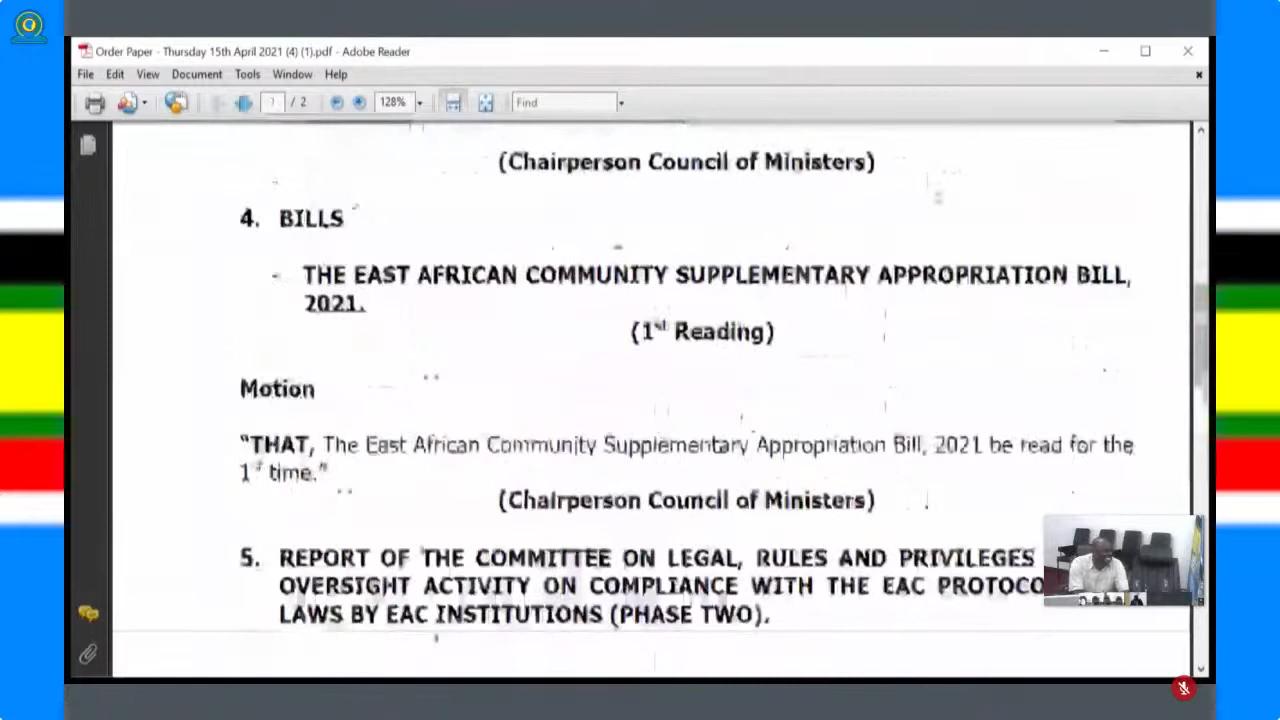 Order Paper - Thursday 15th April 2021 (4) (1).pdf - Adobe Reader
File Edit View Document Tools Window Help
/ 2 128% Find
(Chairperson Council of Ministers)
4. BILLS
- THE EAST AFRICAN COMMUNITY SUPPLEMENTARY APPROPRIATION BILL,
2021.
(1st Reading)
Motion
"THAT, The East African Community Supplementary Appropriation Bill, 2021 be read for the
1st time."
(Chairperson Council of Ministers)
5. REPORT OF THE COMMITTEE ON LEGAL, RULES AND PRIVILEGES
OVERSIGHT ACTIVITY ON COMPLIANCE WITH THE EAC PROTOCO
LAWS BY EAC INSTITUTIONS (PHASE TWO).